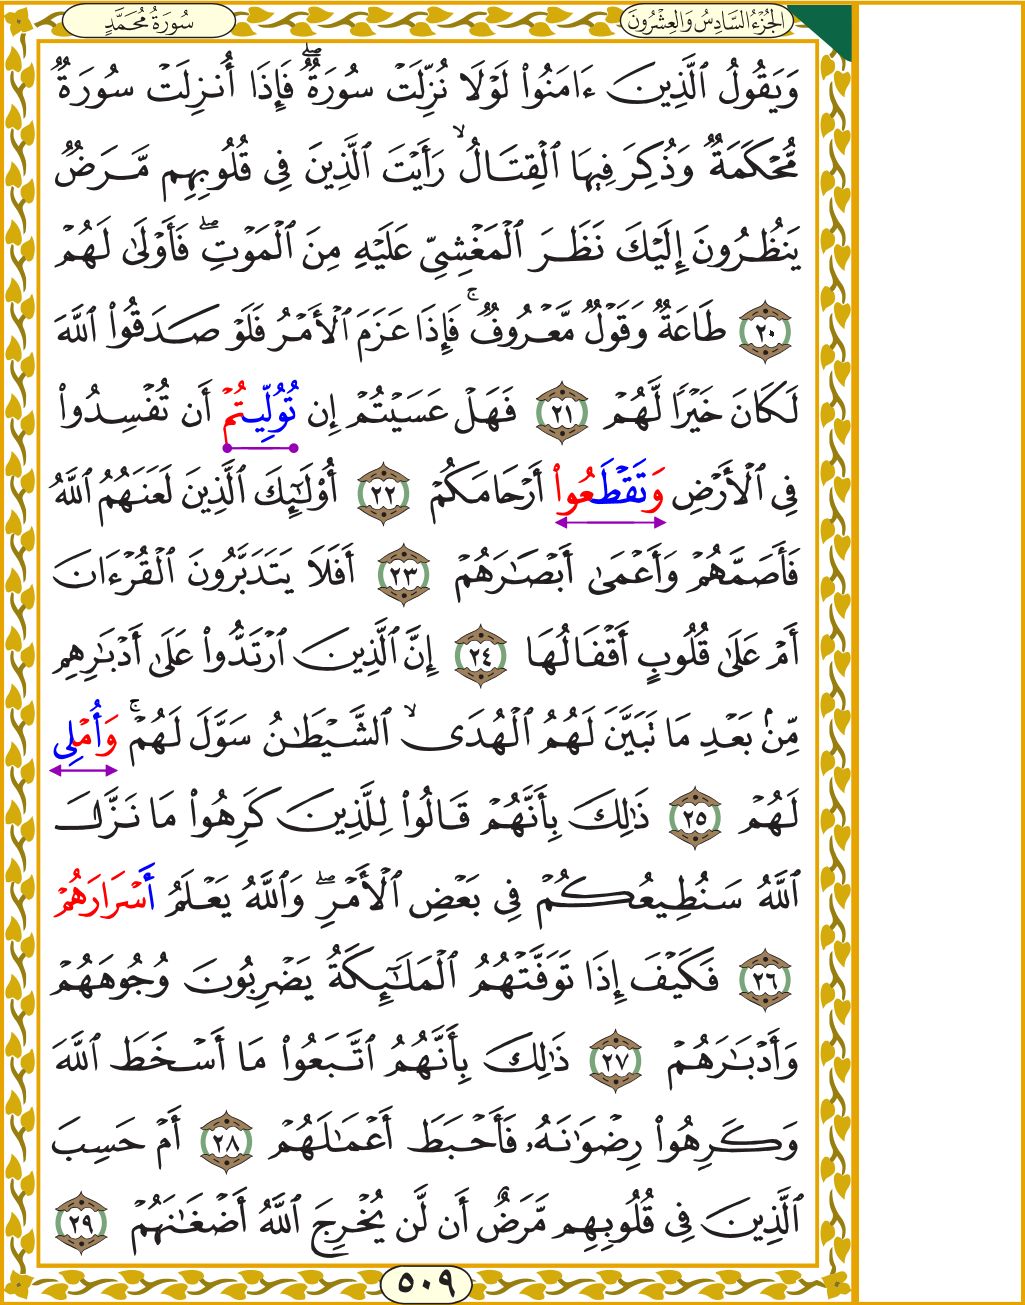 الجُزْءُ السَّادِسُ وَالعِشْرُونَ
سُورَةُ مُحَمَّدٍ
وَيَقُولُ ٱلَّذِينَ ءَامَنُواْ لَوۡلَا نُزِّلَتۡ سُورَةٞۖ فَإِذَآ أُنزِلَتۡ سُورَةٞ
مُّحۡكَمَةٞ وَذُكِرَ فِيهَا ٱلۡقِتَالُ ۙ رَأَيۡتَ ٱلَّذِينَ فِي قُلُوبِهِم مَّرَضٞ
يَنظُرُونَ إِلَيۡكَ نَظَرَ ٱلۡمَغۡشِيِّ عَلَيۡهِ مِنَ ٱلۡمَوۡتِۖ فَأَوۡلَىٰ لَهُمۡ
٢٠ طَاعَةٞ وَقَوۡلٞ مَّعۡرُوفٞۚ فَإِذَا عَزَمَ ٱلۡأَمۡرُ فَلَوۡ صَدَقُواْ ٱللَّهَ
لَكَانَ خَيۡرٗا لَّهُمۡ ٢١ فَهَلۡ عَسَيۡتُمۡ إِن تُوُلِّيتُمۡ أَن تُفۡسِدُواْ
فِي ٱلۡأَرۡضِ وَتَقۡطَعُواْ أَرۡحَامَكُمۡ ٢٢ أُوْلَٰٓئِكَ ٱلَّذِينَ لَعَنَهُمُ ٱللَّهُ
فَأَصَمَّهُمۡ وَأَعۡمَىٰ أَبۡصَٰرَهُمۡ ٢٣ أَفَلَا يَتَدَبَّرُونَ ٱلۡقُرۡءَانَ
أَمۡ عَلَىٰ قُلُوبٍ أَقۡفَالُهَا ٢٤ إِنَّ ٱلَّذِينَ ٱرۡتَدُّواْ عَلَىٰ أَدۡبَٰرِهِم
مِّنۢ بَعۡدِ مَا تَبَيَّنَ لَهُمُ ٱلۡهُدَى ۙ ٱلشَّيۡطَٰنُ سَوَّلَ لَهُمۡۚ وَأُمۡلِي
لَهُمۡ ٢٥ ذَٰلِكَ بِأَنَّهُمۡ قَالُواْ لِلَّذِينَ كَرِهُواْ مَا نَزَّلَ
ٱللَّهُ سَنُطِيعُكُمۡ فِي بَعۡضِ ٱلۡأَمۡرِۖ وَٱللَّهُ يَعۡلَمُ أَسۡرَارَهُمۡ
٢٦ فَكَيۡفَ إِذَا تَوَفَّتۡهُمُ ٱلۡمَلَٰٓئِكَةُ يَضۡرِبُونَ وُجُوهَهُمۡ
وَأَدۡبَٰرَهُمۡ ٢٧ ذَٰلِكَ بِأَنَّهُمُ ٱتَّبَعُواْ مَآ أَسۡخَطَ ٱللَّهَ
وَكَرِهُواْ رِضۡوَٰنَهُۥ فَأَحۡبَطَ أَعۡمَٰلَهُمۡ ٢٨ أَمۡ حَسِبَ
ٱلَّذِينَ فِي قُلُوبِهِم مَّرَضٌ أَن لَّن يُخۡرِجَ ٱللَّهُ أَضۡغَٰنَهُمۡ ٢٩
٥٠٩